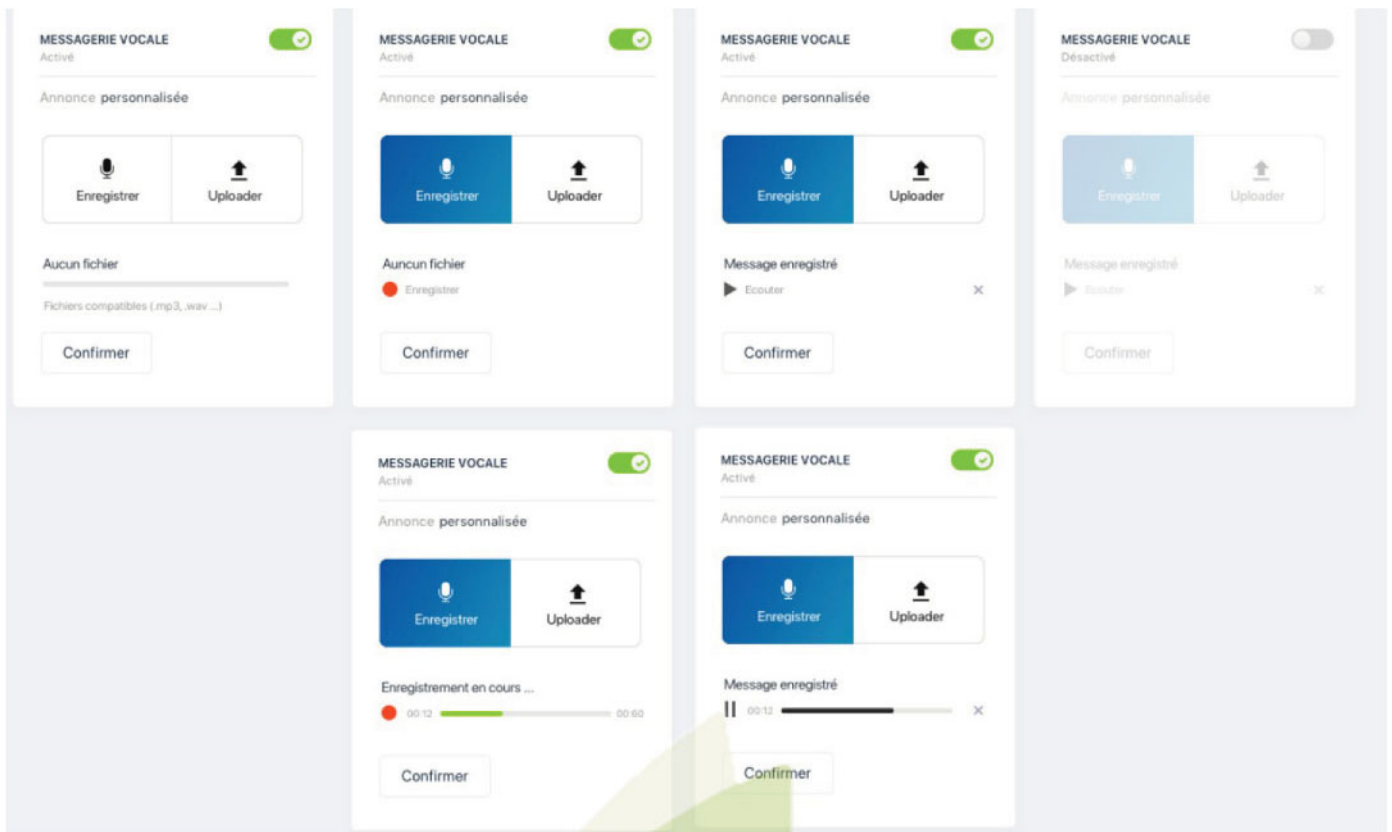 MESSAGERIE VOCALE
Activé
Annonce personnalisée
Enregistrer
Uploader
Aucun fichier
Fichiers compatibles (.mp3, .wav ...)
Confirmer
MESSAGERIE VOCALE
Activé
Annonce personnalisée
Enregistrer
Uploader
Auncun fichier
Enregistrer
Confirmer
MESSAGERIE VOCALE
Activé
Annonce personnalisée
Enregistrer
Uploader
Message enregistré
Ecouter
Confirmer
MESSAGERIE VOCALE
Désactivé
Annonce personnalisée
Enregistrer
Uploader
Message enregistré
Ecouter
Confirmer
MESSAGERIE VOCALE
Activé
Annonce personnalisée
Enregistrer
Uploader
Enregistrement en cours ...
00:12 00:60
Confirmer
MESSAGERIE VOCALE
Activé
Annonce personnalisée
Enregistrer
Uploader
Message enregistré
00:12
Confirmer